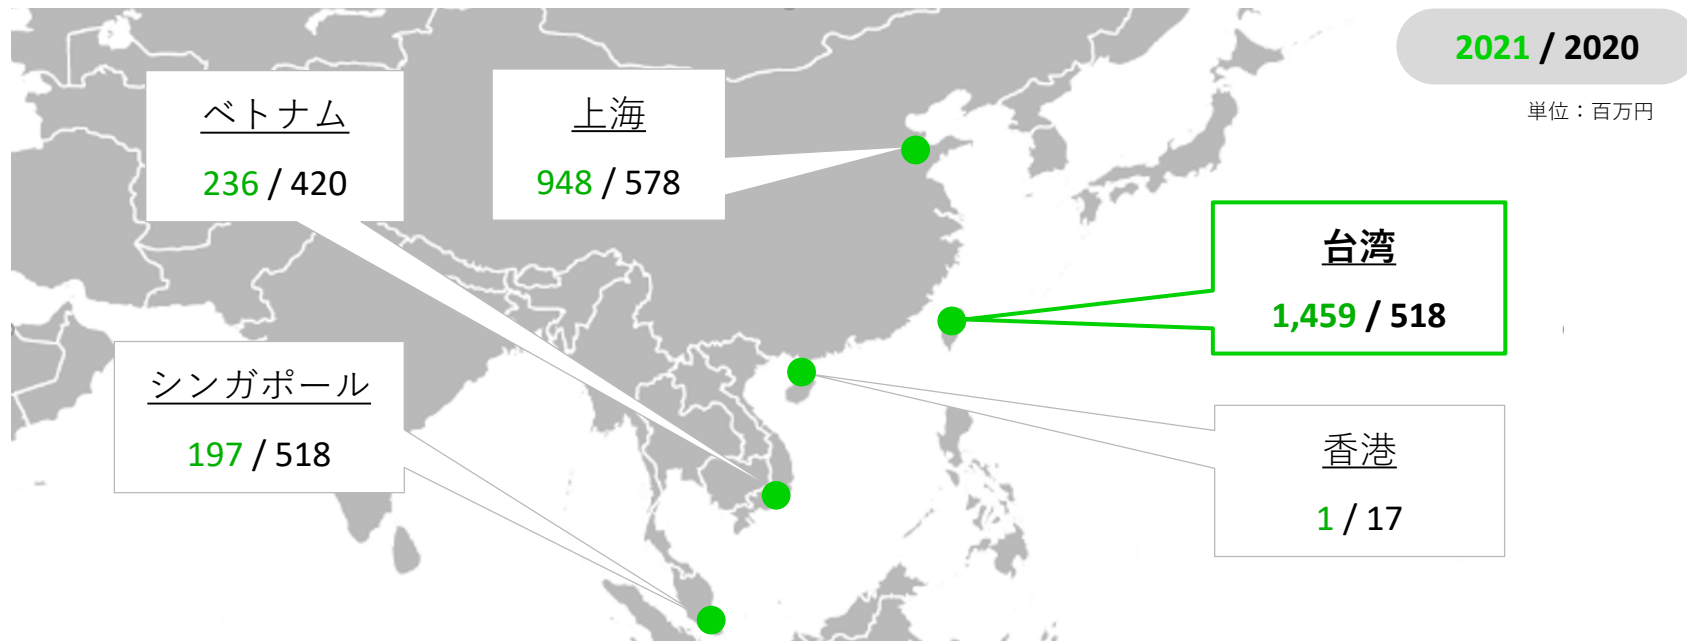 2021 / 2020
単位：百万円
ベトナム
236 / 420
上海
948 / 578
台湾
1,459 / 518
シンガポール
197 / 518
香港
1 / 17